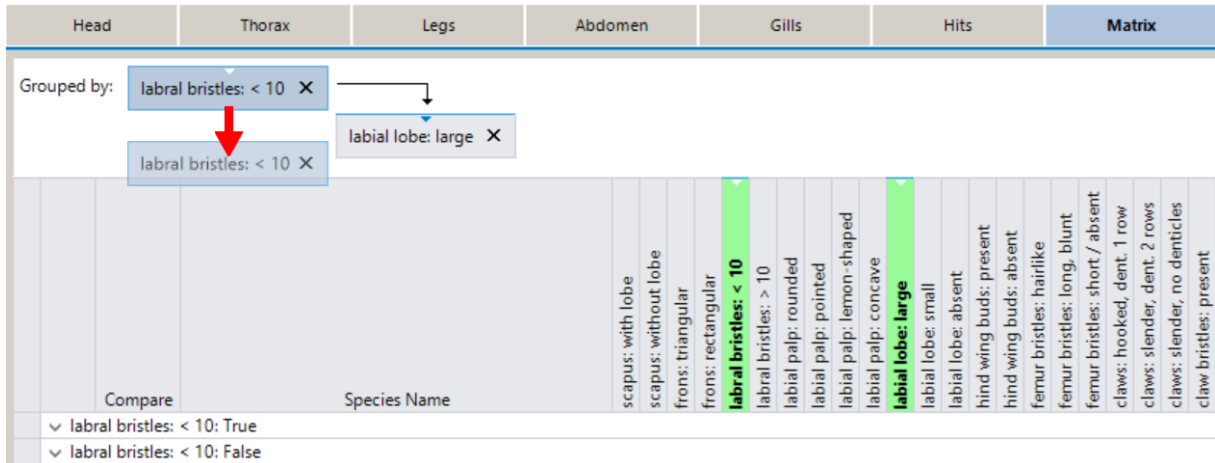 Head Thorax Legs Abdomen Gills Hits Matrix
Grouped by: labral bristles: < 10 ✕
labial lobe: large ✕
labral bristles: < 10 ✕
Compare Species Name
scapus: with lobe
scapus: without lobe
frons: triangular
frons: rectangular
labral bristles: < 10
labral bristles: > 10
labial palp: rounded
labial palp: pointed
labial palp: lemon-shaped
labial palp: concave
labial lobe: large
labial lobe: small
labial lobe: absent
hind wing buds: present
hind wing buds: absent
femur bristles: hairlike
femur bristles: long, blunt
femur bristles: short / absent
claws: hooked, dent. 1 row
claws: slender, dent. 2 rows
claws: slender, no denticles
claw bristles: present
labral bristles: < 10: True
labral bristles: < 10: False